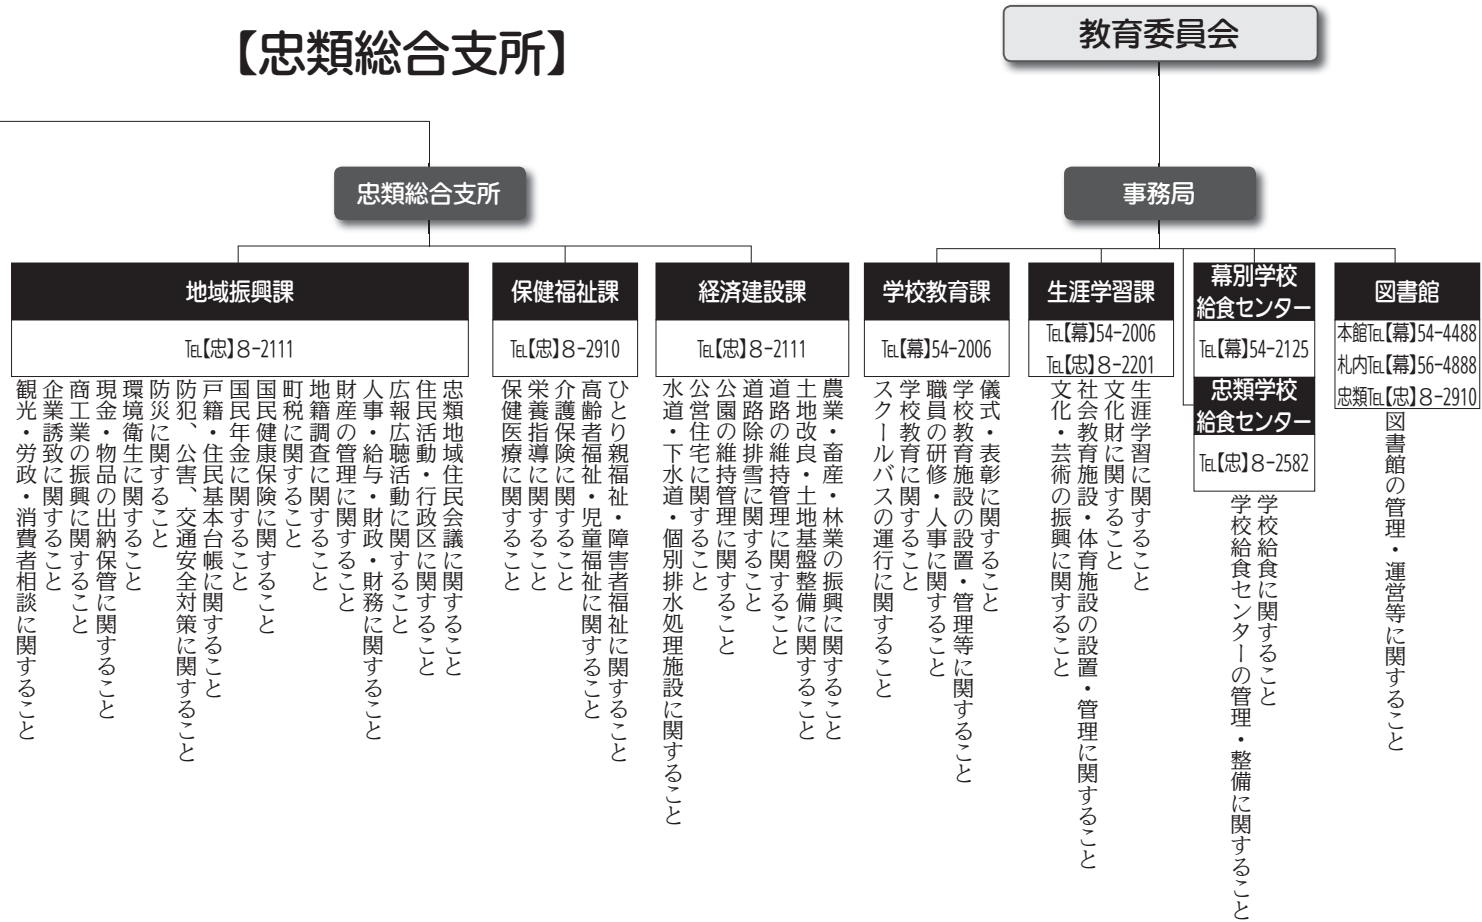 【忠類総合支所】
教育委員会
忠類総合支所
事務局
地域振興課
℡【忠】8-2111
忠類地域住民会議に関すること
住民活動・行政区に関すること
広報広聴活動に関すること
人事・給与・財政・財務に関すること
財産の管理に関すること
地籍調査に関すること
町税に関すること
国民健康保険に関すること
国民年金に関すること
戸籍・住民基本台帳に関すること
防犯、公害、交通安全対策に関すること
防災に関すること
環境衛生に関すること
現金・物品の出納保管に関すること
商工業の振興に関すること
企業誘致に関すること
観光・労政・消費者相談に関すること
保健福祉課
℡【忠】8-2910
ひとり親福祉・障害者福祉に関すること
高齢者福祉・児童福祉に関すること
介護保険に関すること
栄養指導に関すること
保健医療に関すること
経済建設課
℡【忠】8-2111
農業・畜産・林業の振興に関すること
土地改良・土地基盤整備に関すること
道路の維持管理に関すること
道路除排雪に関すること
公園の維持管理に関すること
公営住宅に関すること
水道・下水道・個別排水処理施設に関すること
学校教育課
℡【幕】54-2006
儀式・表彰に関すること
学校教育施設の設置・管理等に関すること
職員の研修・人事に関すること
学校教育に関すること
スクールバスの運行に関すること
生涯学習課
℡【幕】54-2006
℡【忠】8-2201
生涯学習に関すること
文化財に関すること
社会教育施設・体育施設の設置・管理に関すること
文化・芸術の振興に関すること
幕別学校
給食センター
℡【幕】54-2125
忠類学校
給食センター
℡【忠】8-2582
学校給食に関すること
学校給食センターの管理・整備に関すること
図書館
本館℡【幕】54-4488
札内℡【幕】56-4888
忠類℡【忠】8-2910
図書館の管理・運営等に関すること